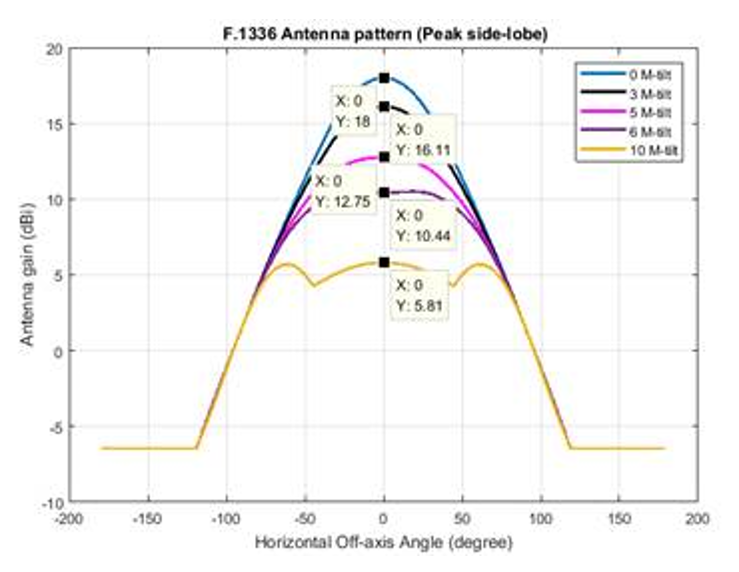 F.1336 Antenna pattern (Peak side-lobe)
20
15
10
5
0
-5
-10
Antenna gain (dBi)
0 M-tilt
3 M-tilt
5 M-tilt
6 M-tilt
10 M-tilt
X: 0
Y: 18
X: 0
Y: 16.11
X: 0
Y: 12.75
X: 0
Y: 10.44
X: 0
Y: 5.81
-200 -150 -100 -50 0 50 100 150 200
Horizontal Off-axis Angle (degree)